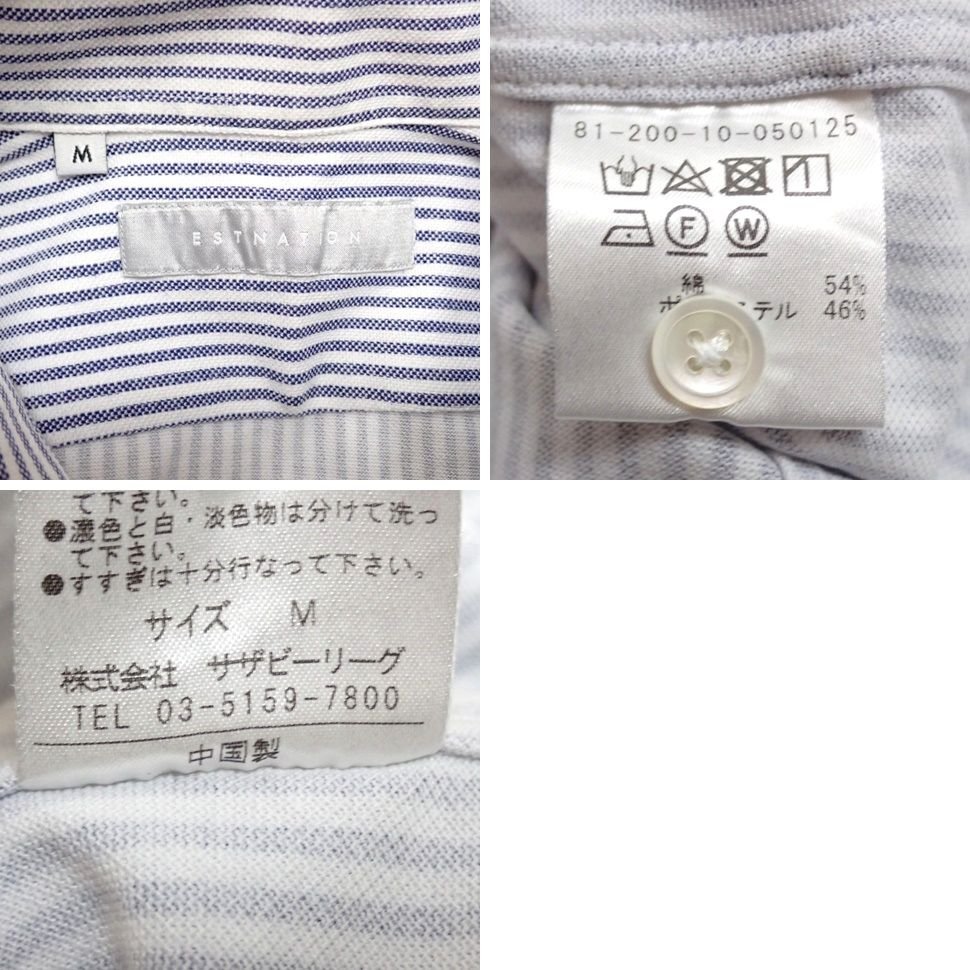 M
ESTNATION
81-200-10-050125
F W
綿 54%
ポ テル 46%
て下さい。
●濃色と白・淡色物は分けて洗っ
て下さい。
●すすぎは十分行なって下さい。
サイズ M
株式会社 サザビーリーグ
TEL 03-5159-7800
中国製